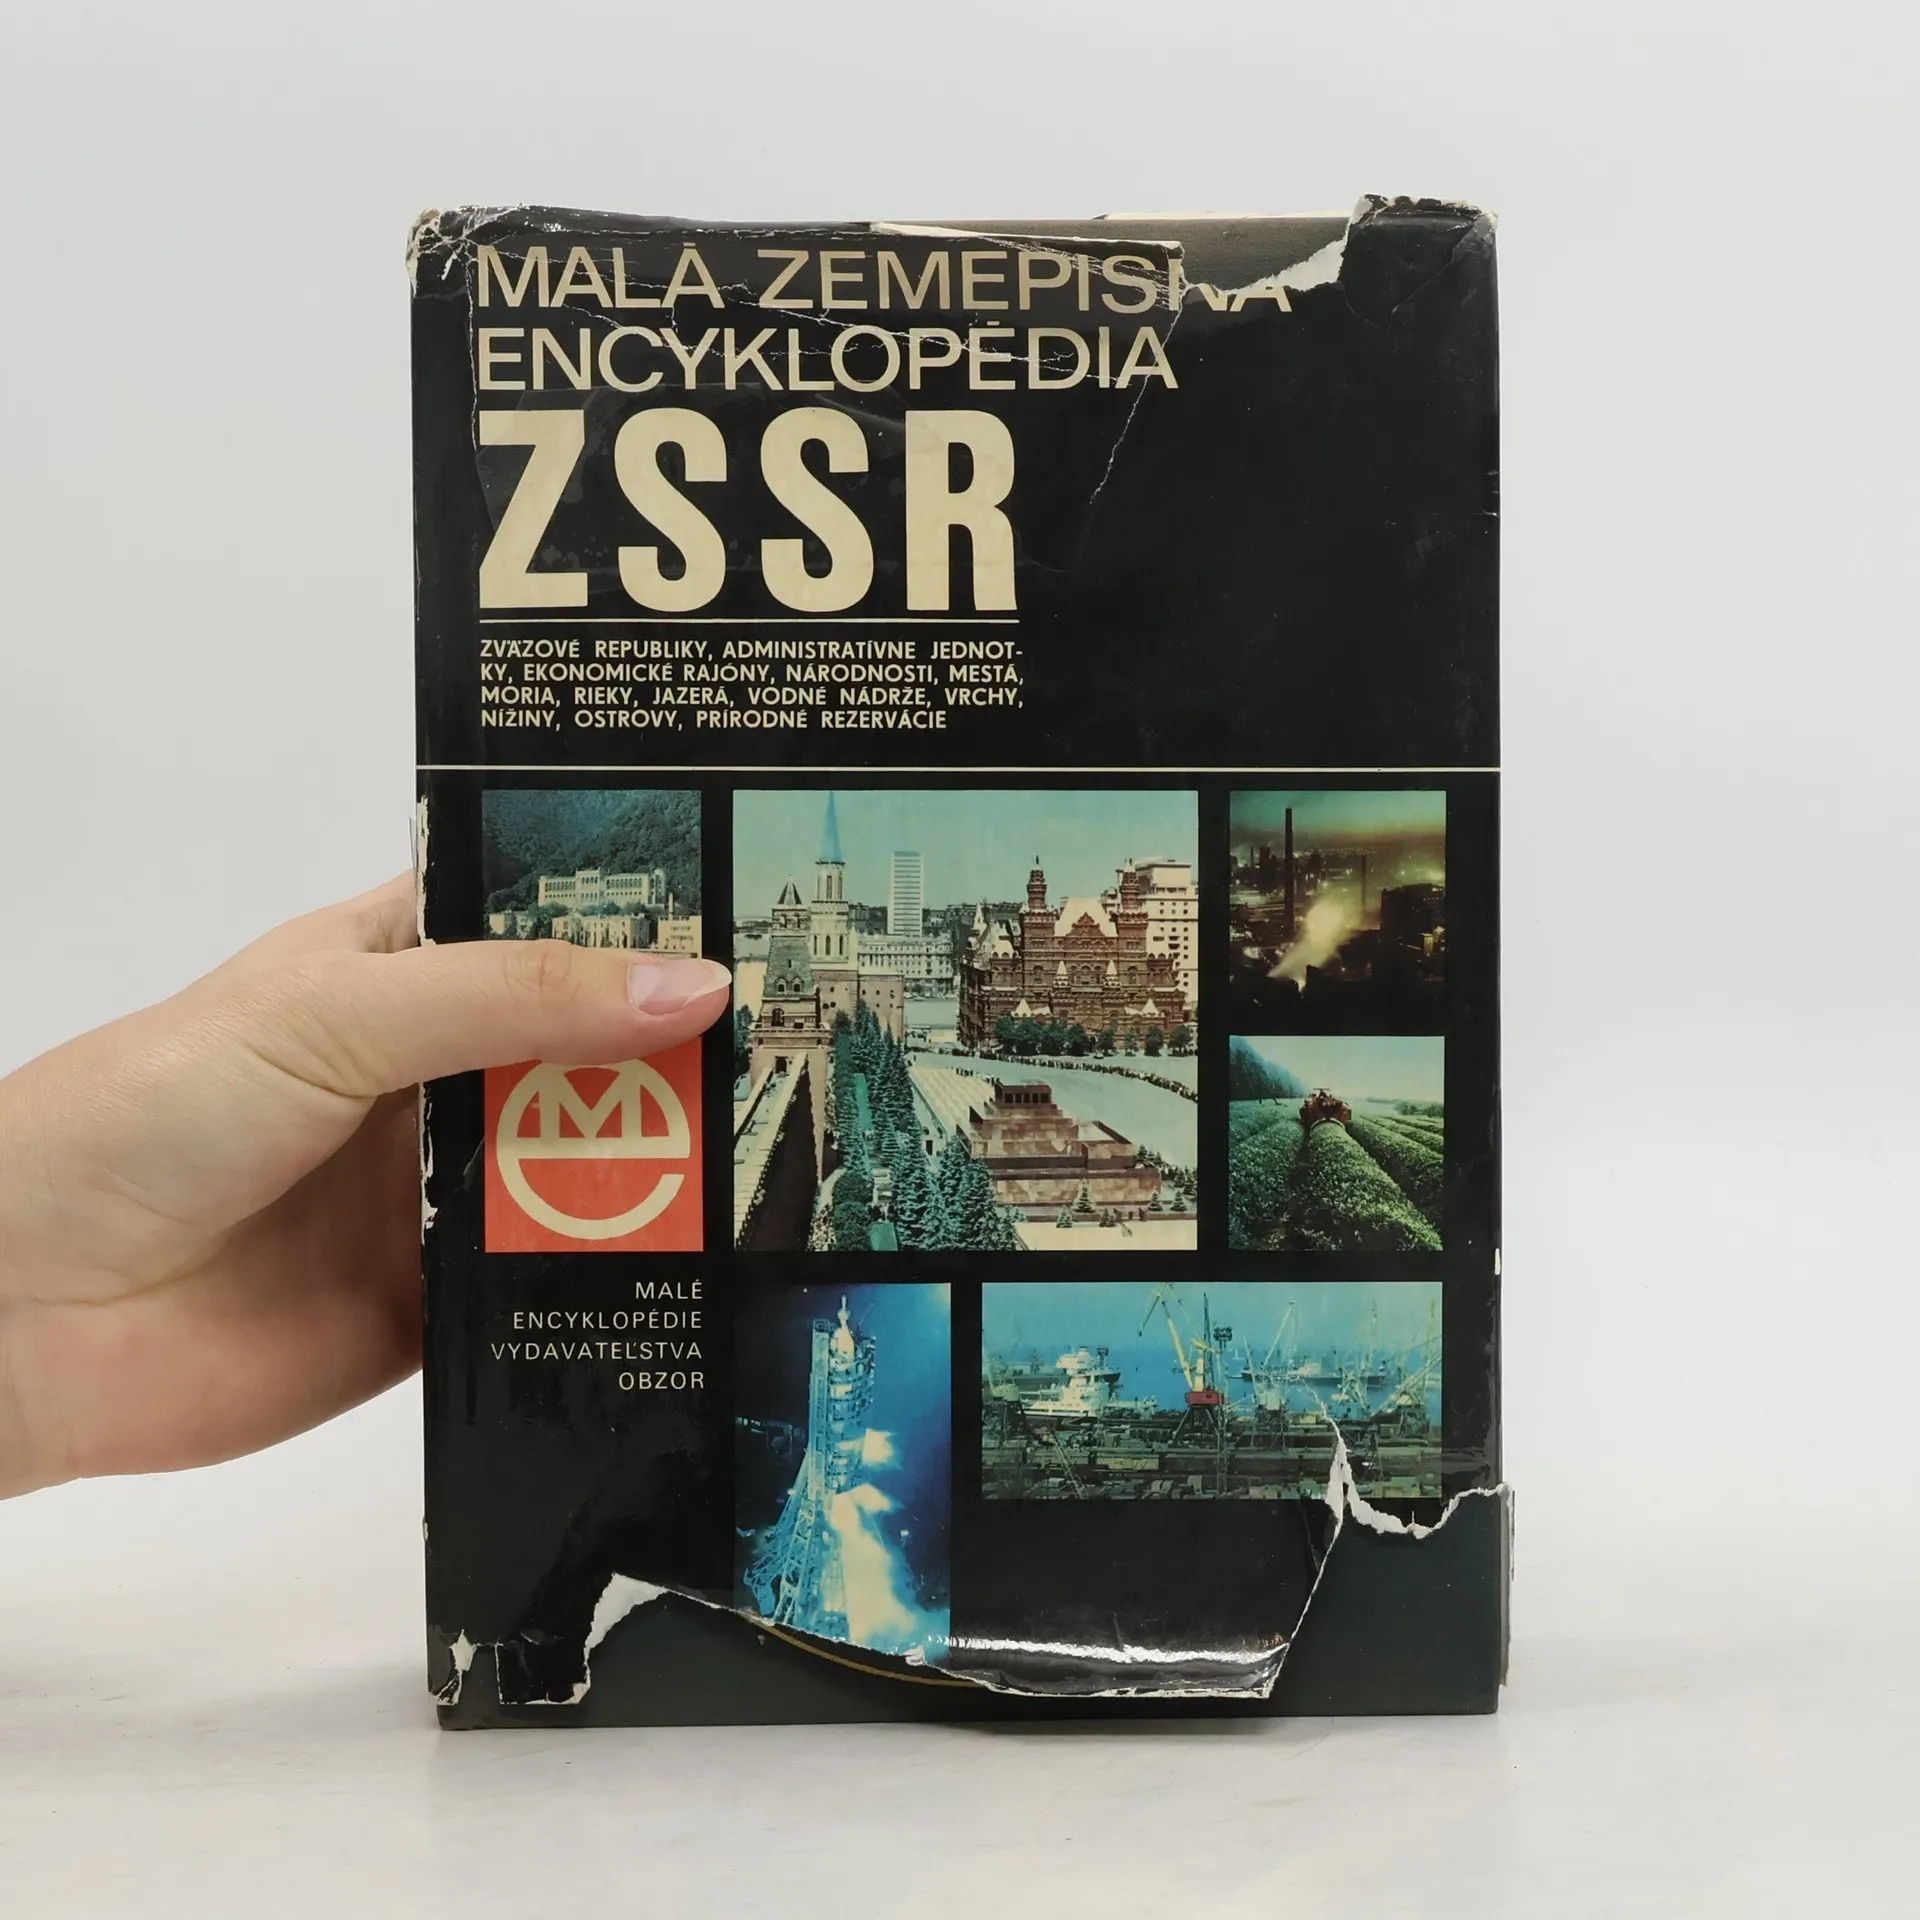 MALÁ ZEMEPISNÁ
ENCYKLOPÉDIA
ZSSR
ZVÄZOVÉ REPUBLIKY, ADMINISTRATÍVNE JEDNOT-
KY, EKONOMICKÉ RAJÓNY, NÁRODNOSTI, MESTÁ,
MORIA, RIEKY, JAZERÁ, VODNÉ NÁDRŽE, VRCHY,
NÍŽINY, OSTROVY, PRÍRODNÉ REZERVÁCIE
Me
MALÉ
ENCYKLOPÉDIE
VYDAVATEĽSTVA
OBZOR